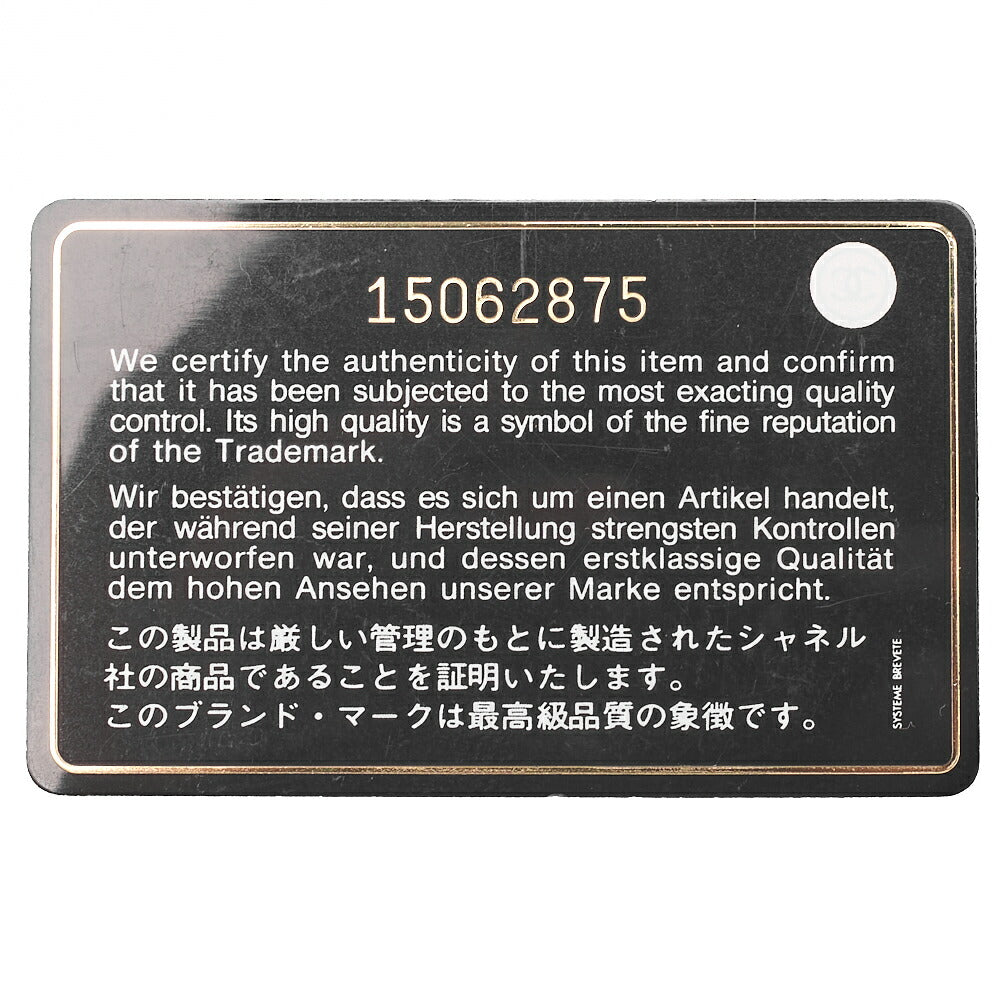 15062875
We certify the authenticity of this item and confirm
that it has been subjected to the most exacting quality
control. Its high quality is a symbol of the fine reputation
of the Trademark.
Wir bestätigen, dass es sich um einen Artikel handelt,
der während seiner Herstellung strengsten Kontrollen
unterworfen war, und dessen erstklassige Qualität
dem hohen Ansehen unserer Marke entspricht.
この製品は厳しい管理のもとに製造されたシャネル
社の商品であることを証明いたします。
このブランド・マークは最高級品質の象徴です。
SYSTEME BREVETE